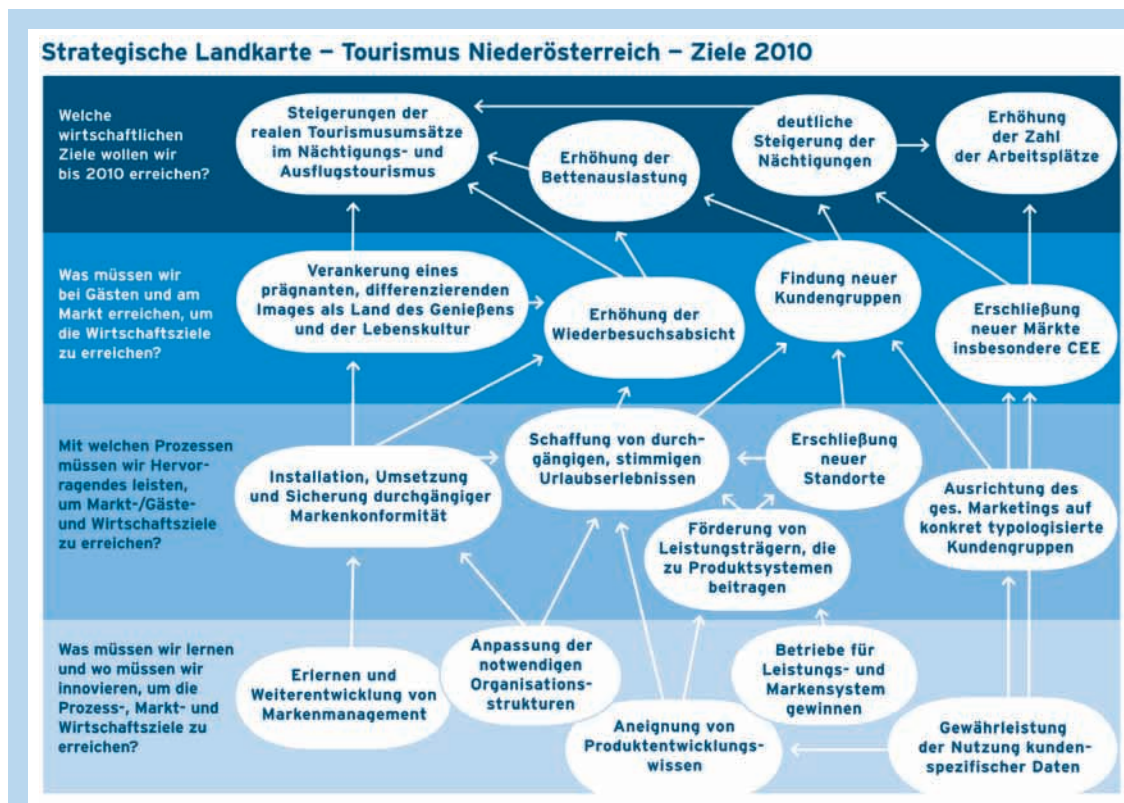 Strategische Landkarte – Tourismus Niederösterreich – Ziele 2010
Welche
wirtschaftlichen
Ziele wollen wir
bis 2010 erreichen?
Steigerungen der
realen Tourismusumsätze
im Nächtigungs- und
Ausflugstourismus
Erhöhung der
Bettenauslastung
deutliche
Steigerung der
Nächtigungen
Erhöhung
der Zahl
der Arbeitsplätze
Was müssen wir
bei Gästen und am
Markt erreichen, um
die Wirtschaftsziele
zu erreichen?
Verankerung eines
prägnanten, differenzierenden
Images als Land des Genießens
und der Lebenskultur
Erhöhung der
Wiederbesuchsabsicht
Findung neuer
Kundengruppen
Erschließung
neuer Märkte
insbesondere CEE
Mit welchen Prozessen
müssen wir Hervor-
ragendes leisten,
um Markt-/Gäste-
und Wirtschaftsziele
zu erreichen?
Installation, Umsetzung
und Sicherung durchgängiger
Markenkonformität
Schaffung von durch-
gängigen, stimmigen
Urlaubserlebnissen
Erschließung
neuer
Standorte
Förderung von
Leistungsträgern, die
zu Produktsystemen
beitragen
Ausrichtung des
ges. Marketings auf
konkret typologisierte
Kundengruppen
Was müssen wir lernen
und wo müssen wir
innovieren, um die
Prozess-, Markt- und
Wirtschaftsziele zu
erreichen?
Erlernen und
Weiterentwicklung von
Markenmanagement
Anpassung der
notwendigen
Organisations-
strukturen
Aneignung von
Produktentwicklungs-
wissen
Betriebe für
Leistungs- und
Markensystem
gewinnen
Gewährleistung
der Nutzung kunden-
spezifischer Daten